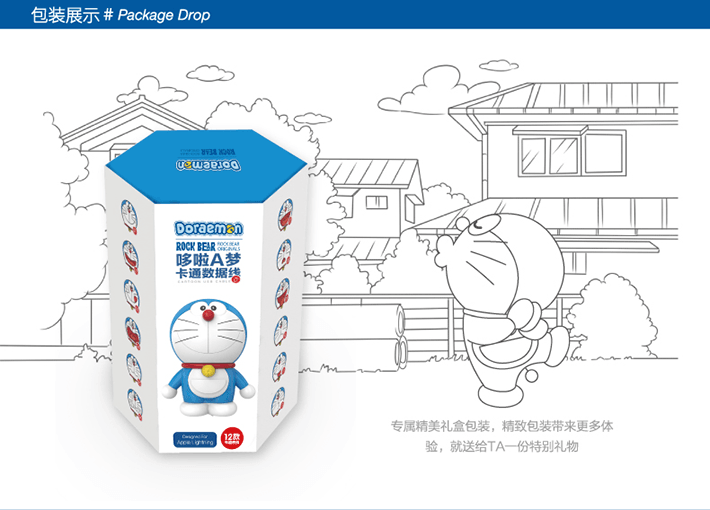 包装展示 # Package Drop
Doraemon
Doraemon
ROCK BEAR
ROCK BEAR ORIGINALS
哆啦A梦
卡通数据线
Designed For
Apple Lightning
12款
专属精美礼盒包装，精致包装带来更多体
验，就送给TA一份特别礼物